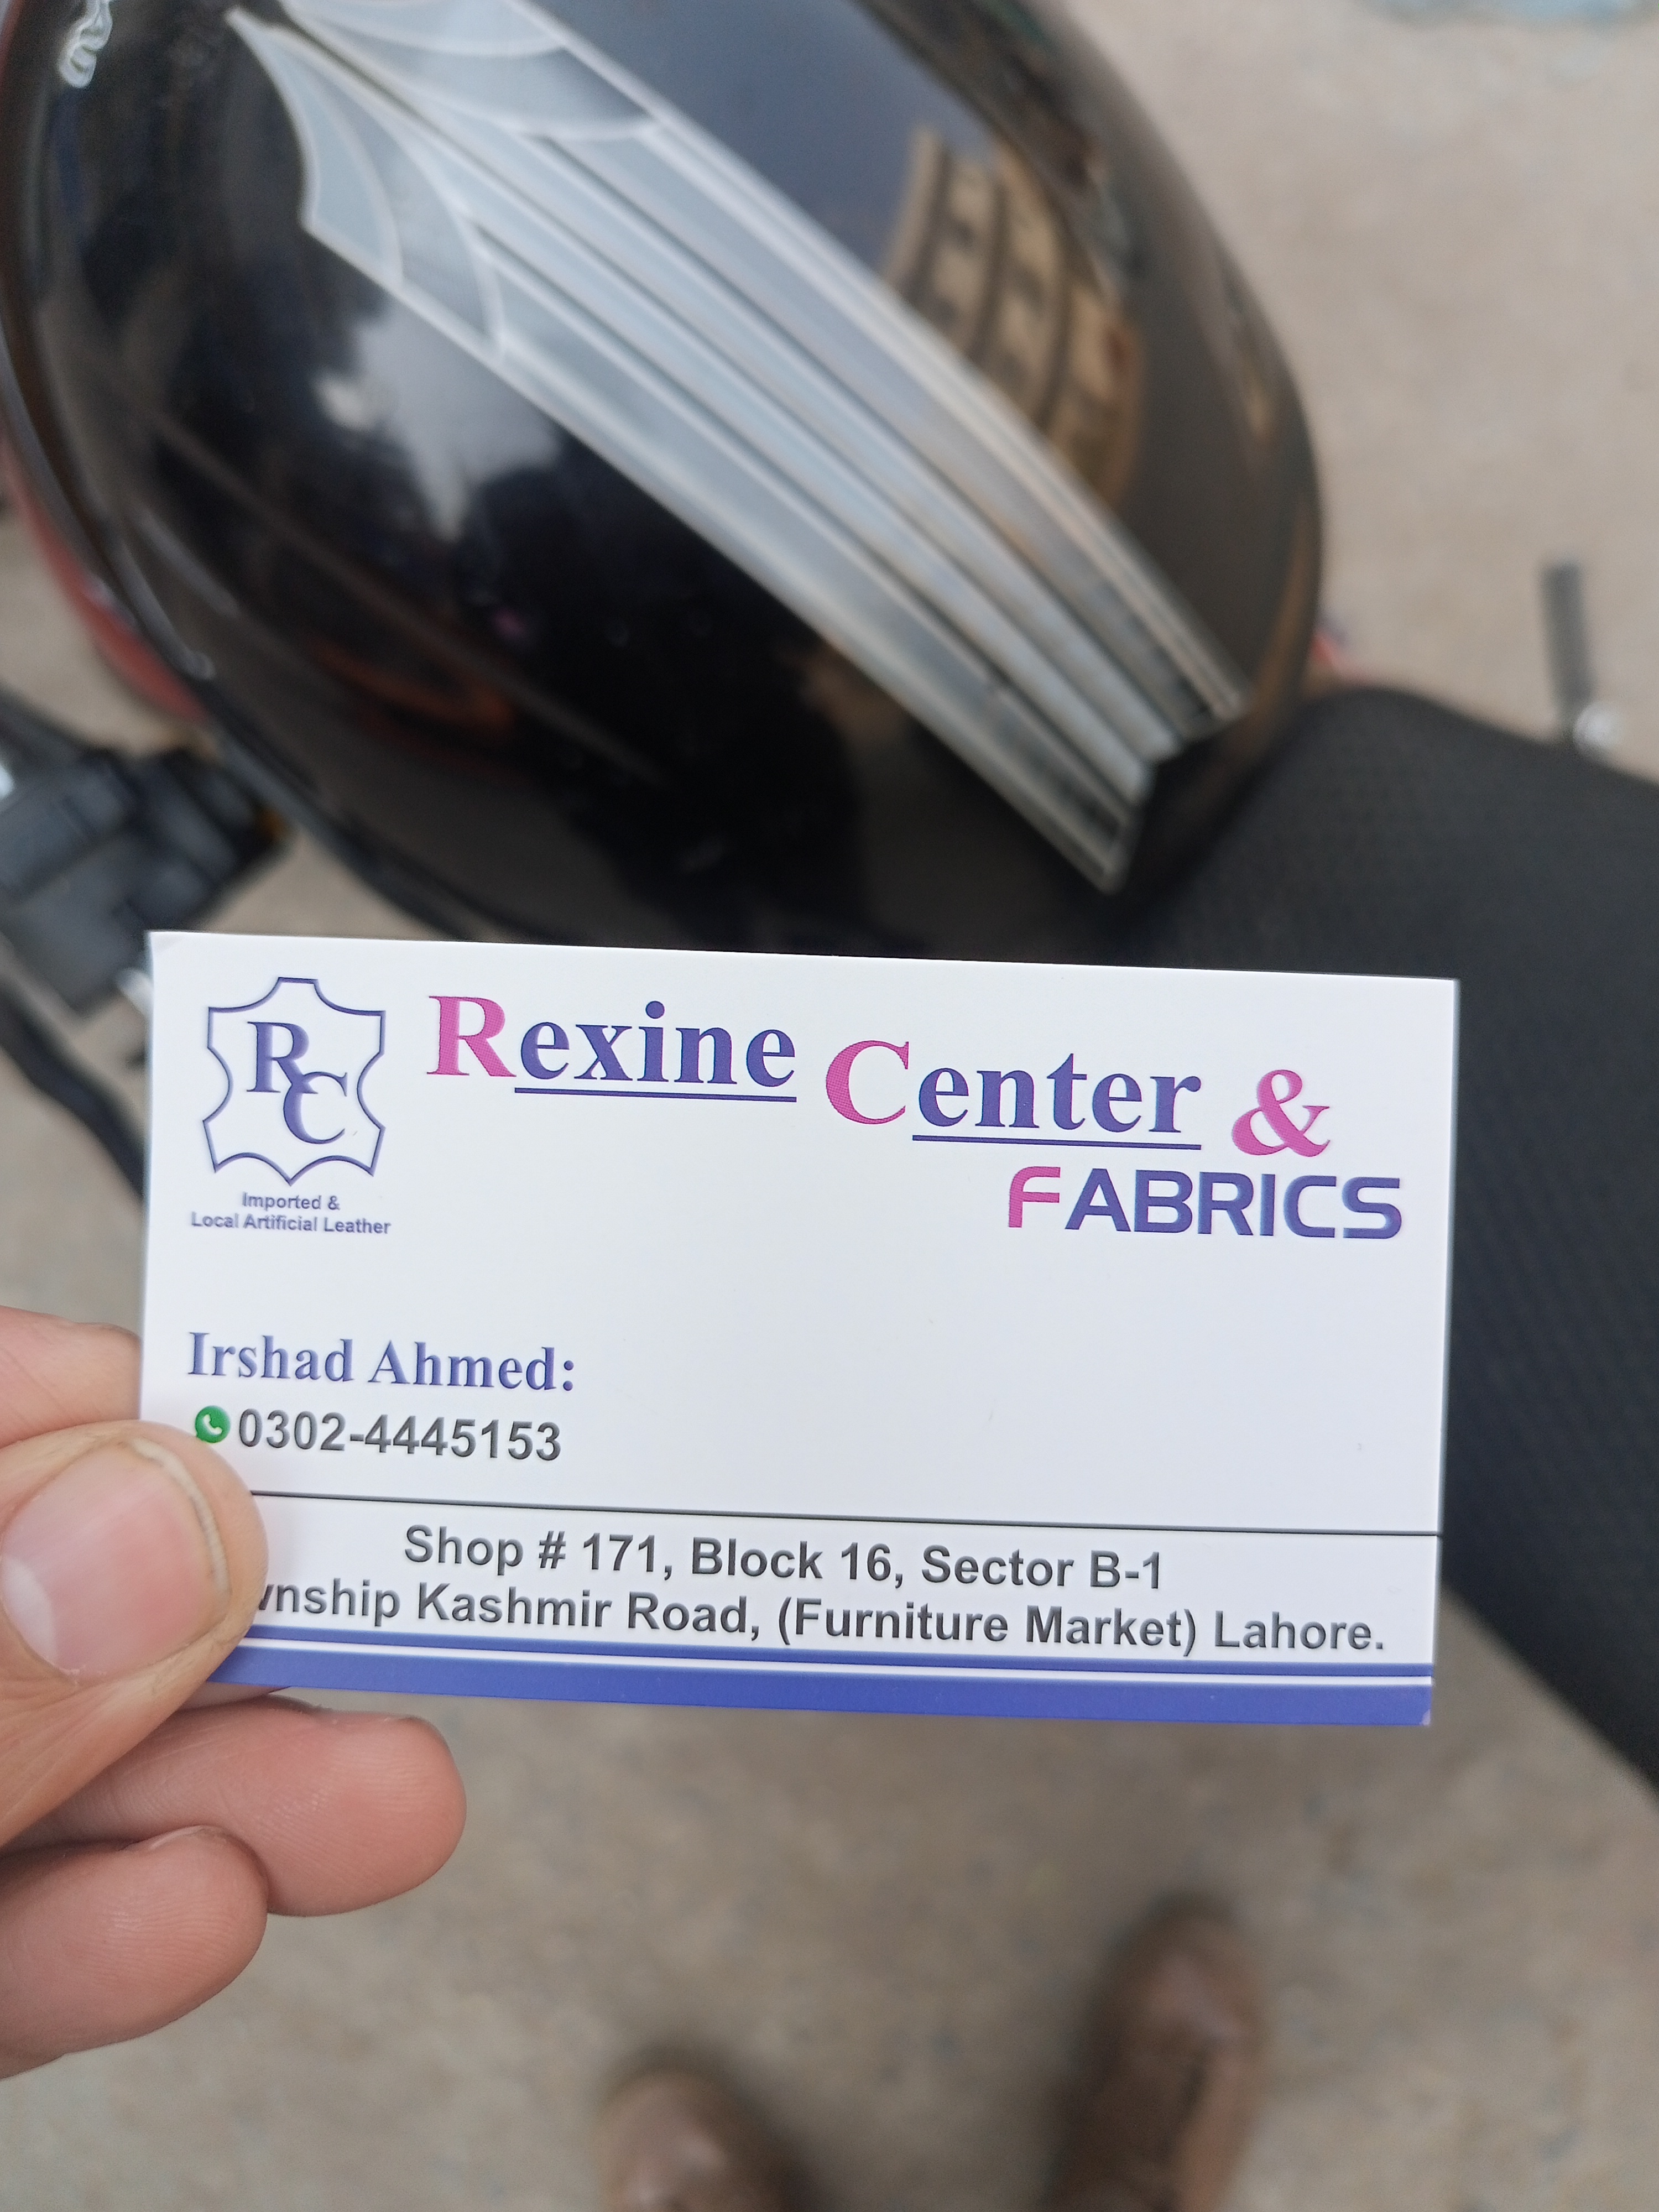 RC
Imported &
Local Artificial Leather
Rexine Center &
FABRICS
Irshad Ahmed:
0302-4445153
Shop # 171, Block 16, Sector B-1
Kashmir Road, (Furniture Market) Lahore.